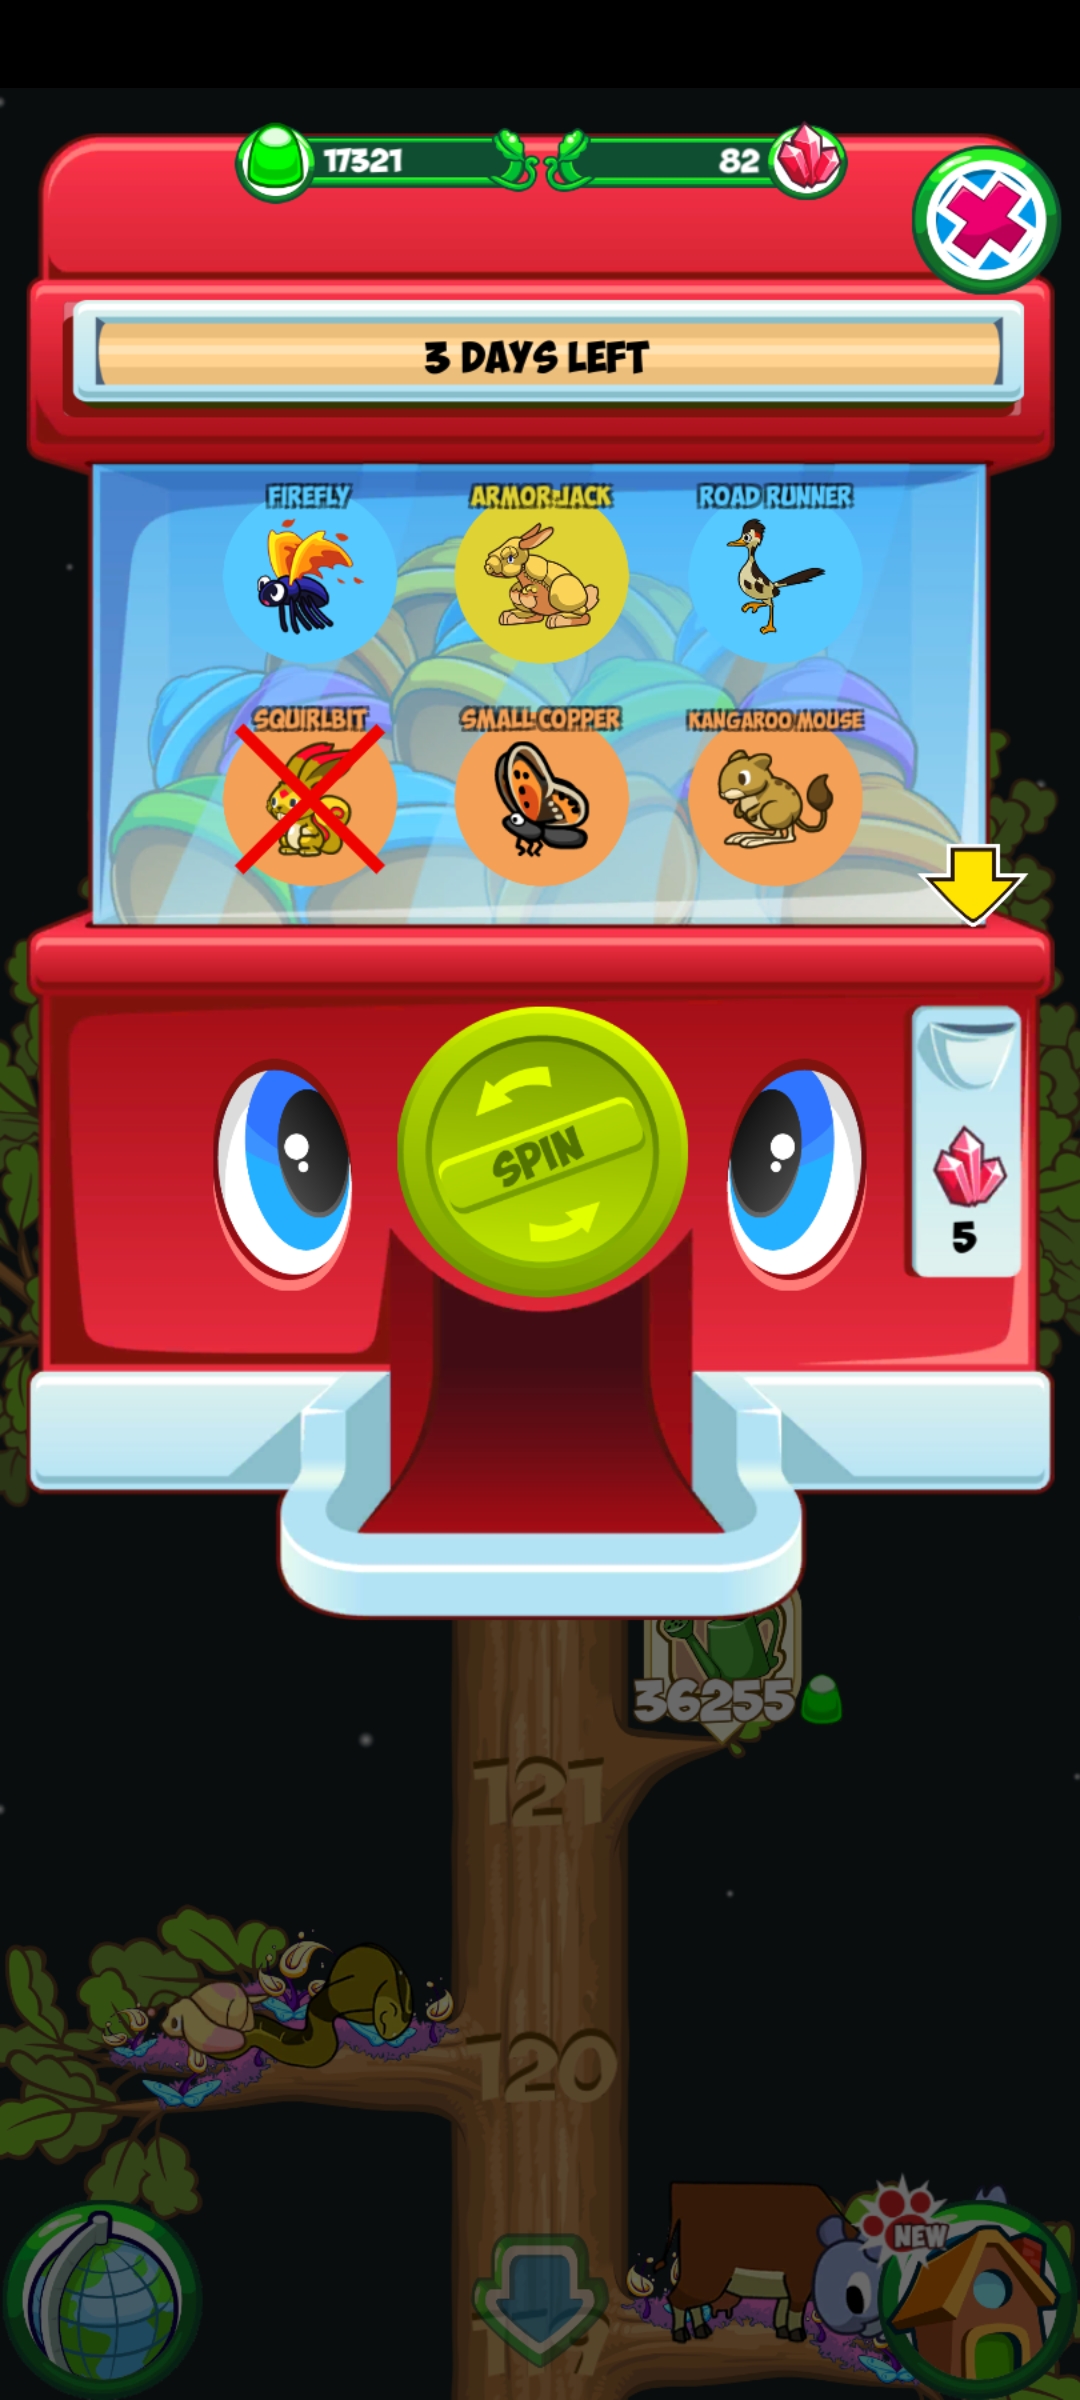 17321
82
3 DAYS LEFT
FIREFLY
ARMOR-JACK
ROAD RUNNER
SQUIRLBIT
SMALL COPPER
KANGAROO MOUSE
SPIN
5
36255
121
120
NEW